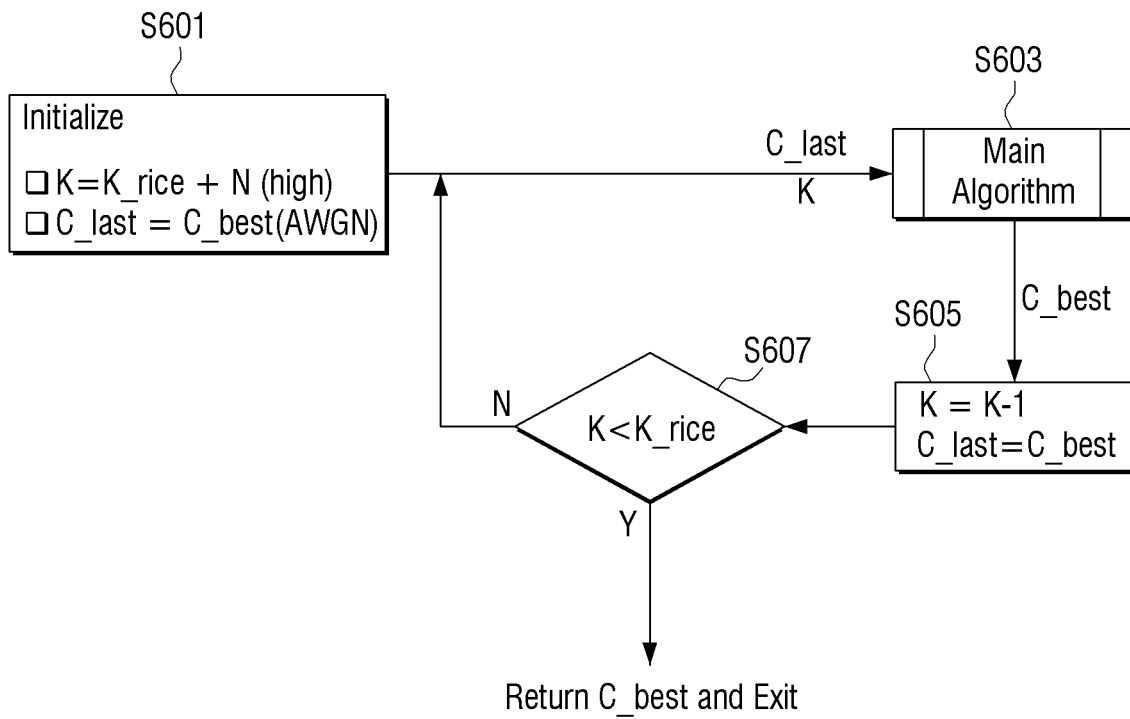 S601
Initialize
❑ K=K_rice + N (high)
❑ C_last = C_best(AWGN)
C_last
K
S603
Main
Algorithm
C_best
S605
K = K-1
C_last=C_best
S607
K<K_rice
N
Y
Return C_best and Exit